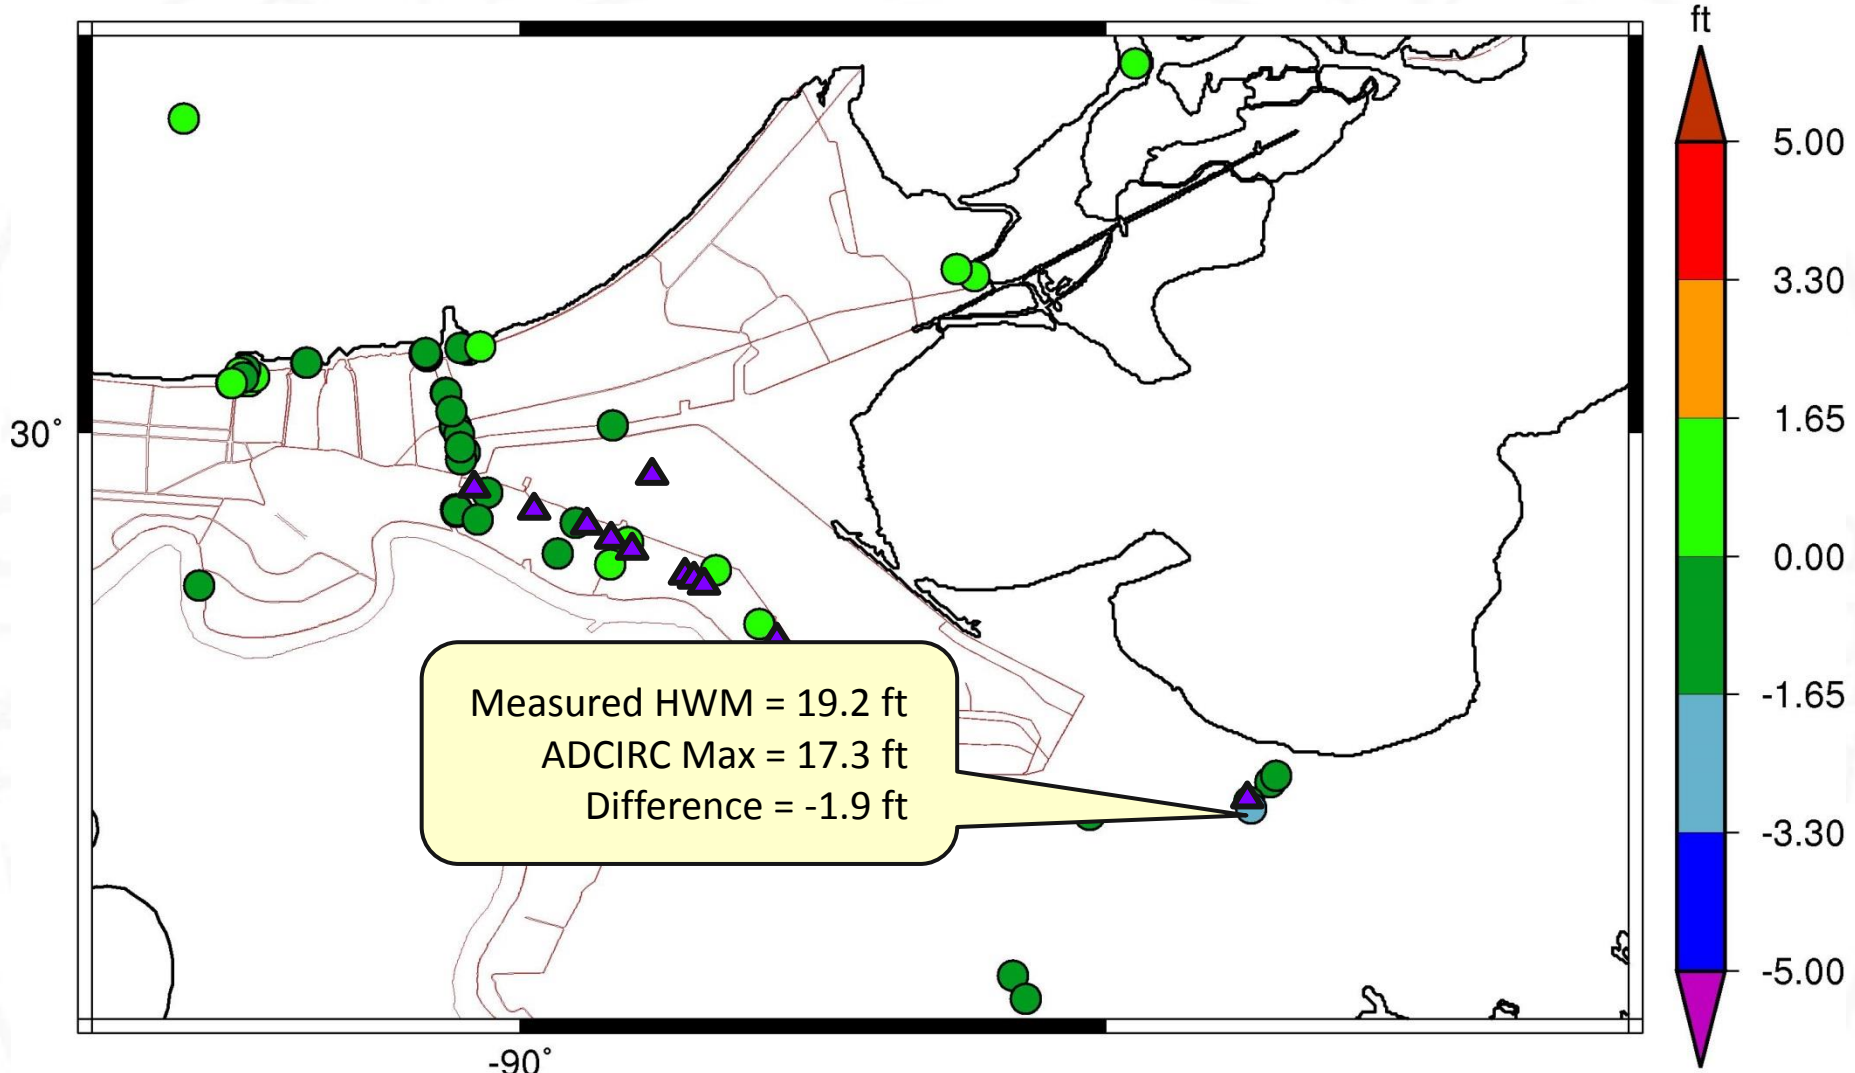 ft
5.00
3.30
1.65
0.00
-1.65
-3.30
-5.00
30°
Measured HWM = 19.2 ft
ADCIRC Max = 17.3 ft
Difference = -1.9 ft
-90°